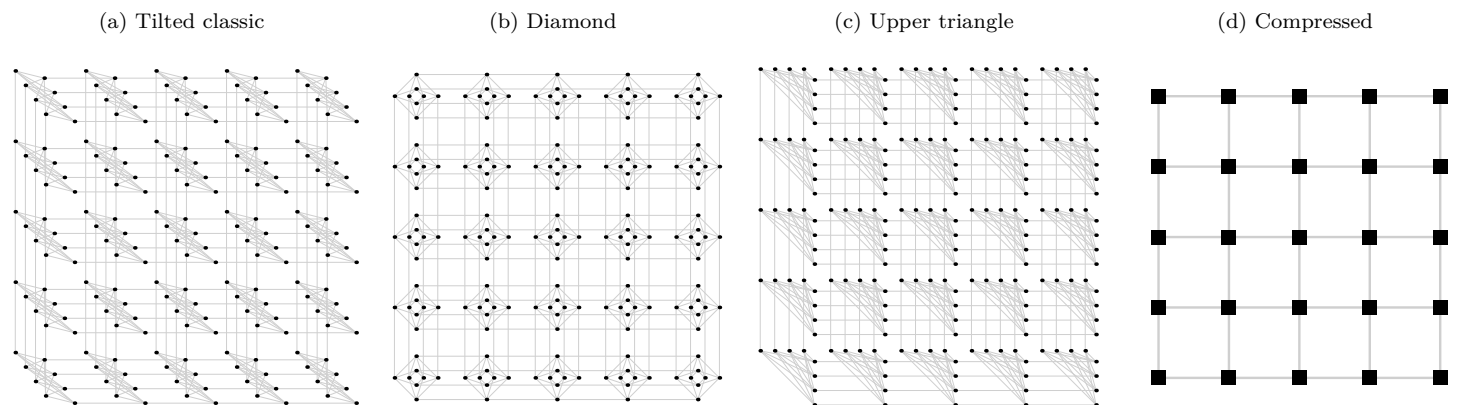 (a) Tilted classic
(b) Diamond
(c) Upper triangle
(d) Compressed